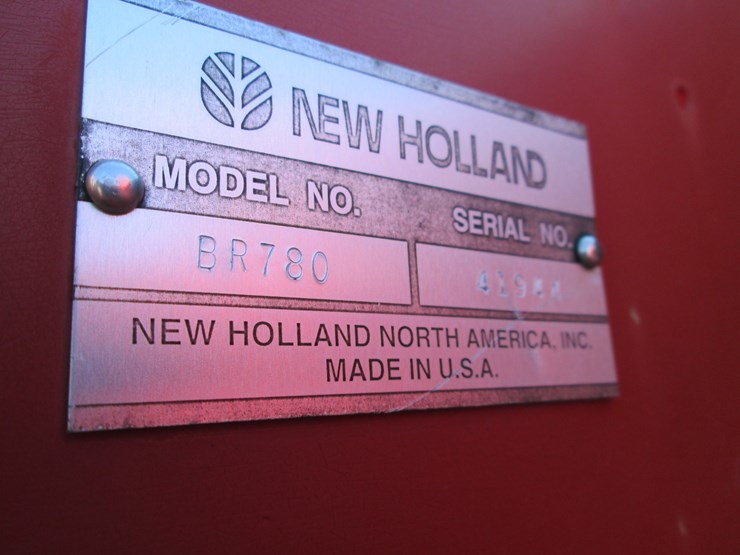 NEW HOLLAND
MODEL NO.
SERIAL NO.
BR780
NEW HOLLAND NORTH AMERICA, INC.
MADE IN U.S.A.